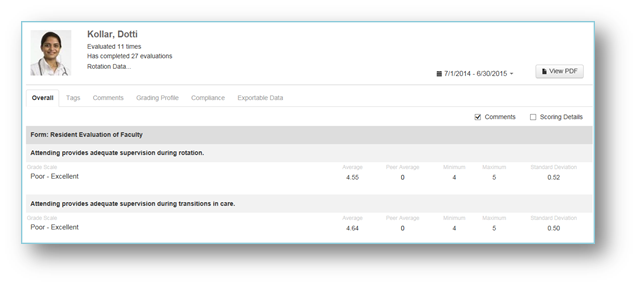 Kollar, Dotti
Evaluated 11 times
Has completed 27 evaluations
Rotation Data...
7/1/2014 - 6/30/2015
View PDF
Overall Tags Comments Grading Profile Compliance Exportable Data
Comments Scoring Details
Form: Resident Evaluation of Faculty
Attending provides adequate supervision during rotation.
Grade Scale Average Peer Average Minimum Maximum Standard Deviation
Poor - Excellent 4.55 0 4 5 0.52
Attending provides adequate supervision during transitions in care.
Grade Scale Average Peer Average Minimum Maximum Standard Deviation
Poor - Excellent 4.64 0 4 5 0.50